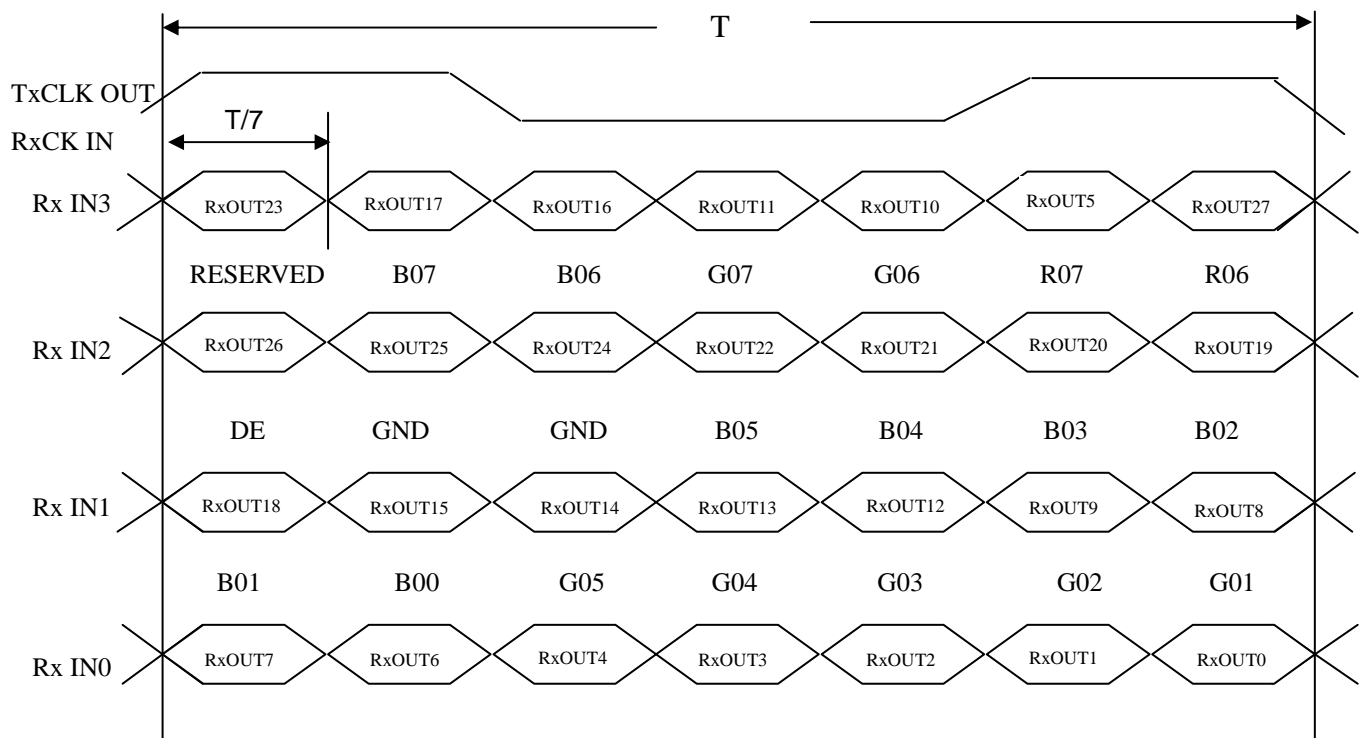 T
TxCLK OUT
T/7
RxCK IN
Rx IN3 RxOUT23 RxOUT17 RxOUT16 RxOUT11 RxOUT10 RxOUT5 RxOUT27
RESERVED B07 B06 G07 G06 R07 R06
Rx IN2 RxOUT26 RxOUT25 RxOUT24 RxOUT22 RxOUT21 RxOUT20 RxOUT19
DE GND GND B05 B04 B03 B02
Rx IN1 RxOUT18 RxOUT15 RxOUT14 RxOUT13 RxOUT12 RxOUT9 RxOUT8
B01 B00 G05 G04 G03 G02 G01
Rx IN0 RxOUT7 RxOUT6 RxOUT4 RxOUT3 RxOUT2 RxOUT1 RxOUT0